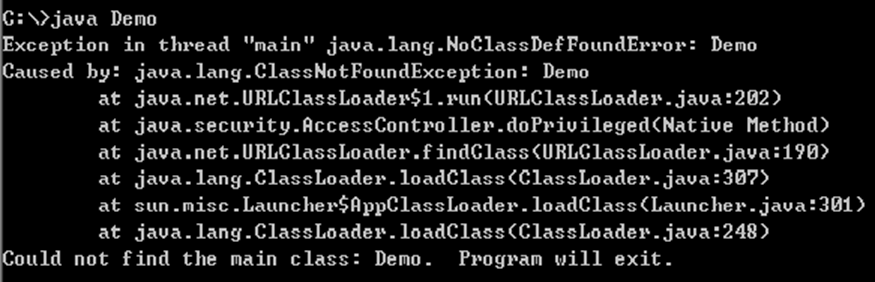 C:\>java Demo
Exception in thread "main" java.lang.NoClassDefFoundError: Demo
Caused by: java.lang.ClassNotFoundException: Demo
        at java.net.URLClassLoader$1.run(URLClassLoader.java:202)
        at java.security.AccessController.doPrivileged(Native Method)
        at java.net.URLClassLoader.findClass(URLClassLoader.java:190)
        at java.lang.ClassLoader.loadClass(ClassLoader.java:307)
        at sun.misc.Launcher$AppClassLoader.loadClass(Launcher.java:301)
        at java.lang.ClassLoader.loadClass(ClassLoader.java:248)
Could not find the main class: Demo.  Program will exit.